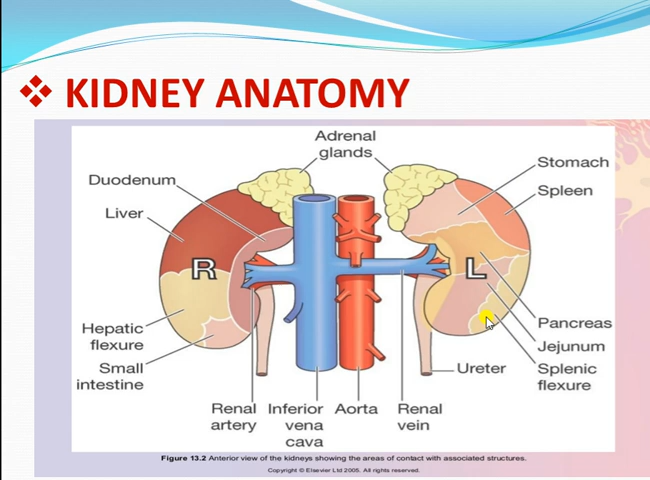 KIDNEY ANATOMY
Adrenal
glands
Duodenum
Liver
Stomach
Spleen
R
L
Hepatic
flexure
Small
intestine
Pancreas
Jejunum
Splenic
flexure
Ureter
Renal
artery
Inferior
vena
cava
Aorta
Renal
vein
Figure 13.2 Anterior view of the kidneys showing the areas of contact with associated structures.
Copyright © Elsevier Ltd 2005. All rights reserved.